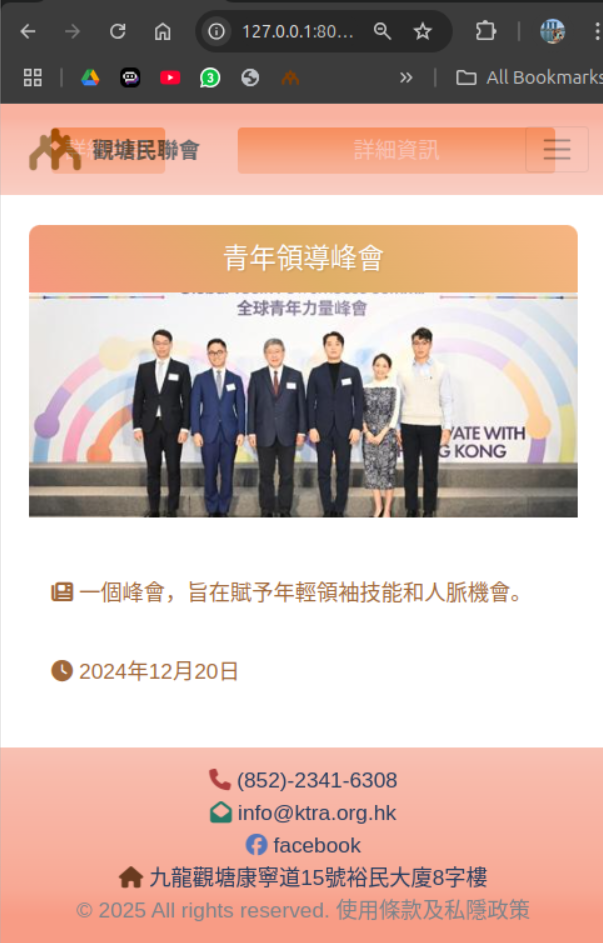 127.0.0.1:80…
3
All Bookmarks
觀塘民聯會
詳細資訊
青年領導峰會
全球青年力量峰會
VATE WITH
G KONG
一個峰會，旨在賦予年輕領袖技能和人脈機會。
2024年12月20日
(852)-2341-6308
info@ktra.org.hk
facebook
九龍觀塘康寧道15號裕民大廈8字樓
© 2025 All rights reserved. 使用條款及私隱政策